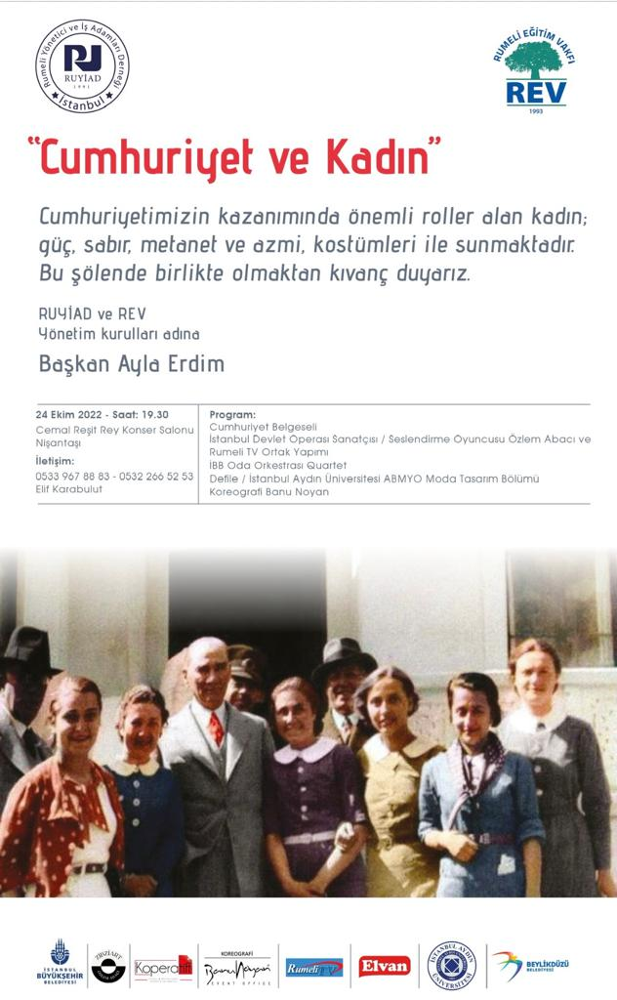 Rumeli Yönetici ve İş Adamları Derneği
RUYİAD
1991
İstanbul
RUMELİ EĞİTİM VAKFI
REV
1993
“Cumhuriyet ve Kadın”
Cumhuriyetimizin kazanımında önemli roller alan kadın;
güç, sabır, metanet ve azmi, kostümleri ile sunmaktadır.
Bu şölende birlikte olmaktan kıvanç duyarız.
RUYİAD ve REV
Yönetim kurulları adına
Başkan Ayla Erdim
24 Ekim 2022 - Saat: 19.30
Cemal Reşit Rey Konser Salonu
Nişantaşı
İletişim:
0533 967 88 83 - 0532 266 52 53
Elif Karabulut
Program:
Cumhuriyet Belgeseli
İstanbul Devlet Operası Sanatçısı / Seslendirme Oyuncusu Özlem Abacı ve
Rumeli TV Ortak Yapımı
İBB Oda Orkestrası Quartet
Defile / İstanbul Aydın Üniversitesi ABMYO Moda Tasarım Bölümü
Koreografi Banu Noyan
İSTANBUL
BÜYÜKŞEHİR
BELEDİYESİ
Koperatif
KOREOGRAFİ
Banu Noyan
EVENT OFFICE
Rumeli TV
Elvan
İSTANBUL AYDIN ÜNİVERSİTESİ
BEYLİKDÜZÜ
BELEDİYESİ